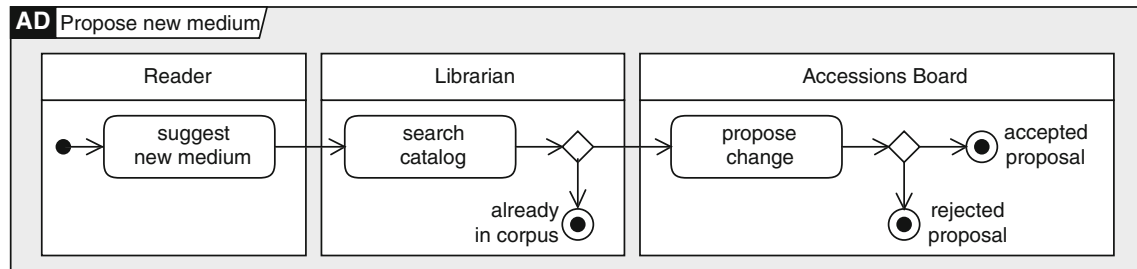 AD Propose new medium
Reader
Librarian
Accessions Board
suggest
new medium
search
catalog
propose
change
accepted
proposal
already
in corpus
rejected
proposal